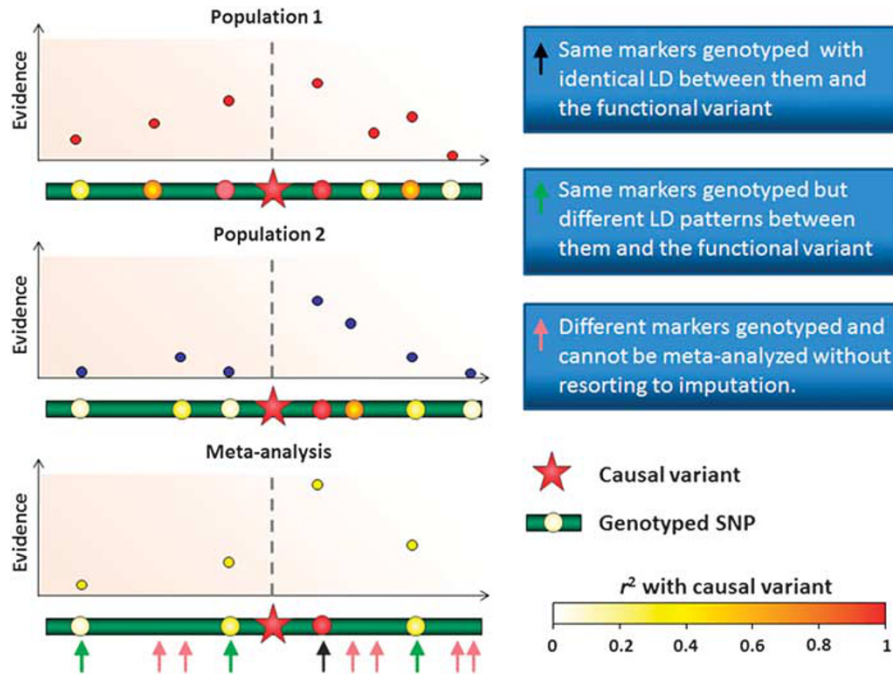 Population 1
Evidence
Population 2
Evidence
Meta-analysis
Evidence
Same markers genotyped with
identical LD between them and
the functional variant
Same markers genotyped but
different LD patterns between
them and the functional variant
Different markers genotyped and
cannot be meta-analyzed without
resorting to imputation.
Causal variant
Genotyped SNP
r² with causal variant
0 0.2 0.4 0.6 0.8 1